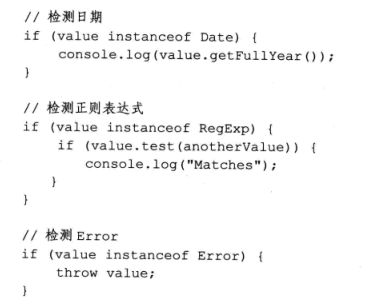 // 检测日期
if (value instanceof Date) {
    console.log(value.getFullYear());
}

// 检测正则表达式
if (value instanceof RegExp) {
    if (value.test(anotherValue)) {
        console.log("Matches");
    }
}

// 检测 Error
if (value instanceof Error) {
    throw value;
}